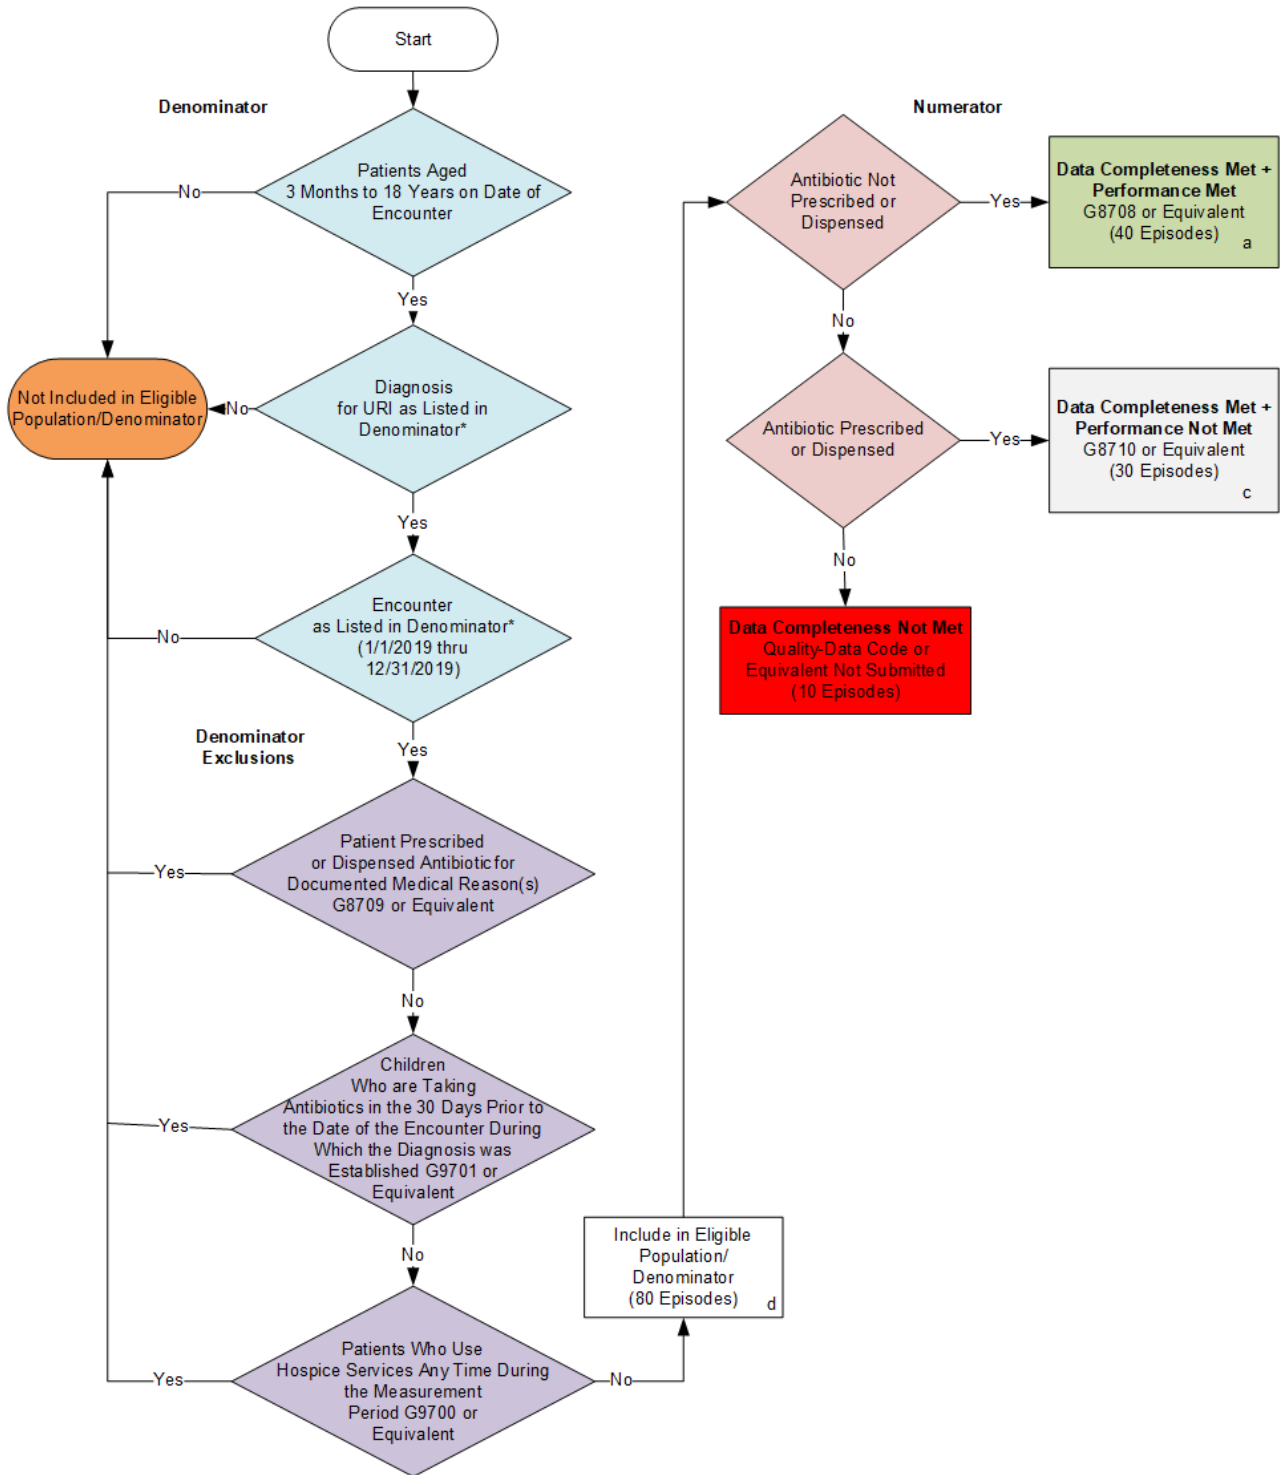 Start
Denominator
Patients Aged
3 Months to 18 Years on Date of
Encounter
No
Yes
Diagnosis
for URI as Listed in
Denominator*
No
Not Included in Eligible
Population/Denominator
Yes
Encounter
as Listed in Denominator*
(1/1/2019 thru
12/31/2019)
No
Denominator
Exclusions
Yes
Patient Prescribed
or Dispensed Antibiotic for
Documented Medical Reason(s)
G8709 or Equivalent
Yes
No
Children
Who are Taking
Antibiotics in the 30 Days Prior to
the Date of the Encounter During
Which the Diagnosis was
Established G9701 or
Equivalent
Yes
No
Patients Who Use
Hospice Services Any Time During
the Measurement
Period G9700 or
Equivalent
Yes
No
Include in Eligible
Population/
Denominator
(80 Episodes)
d
Numerator
Antibiotic Not
Prescribed or
Dispensed
Yes
Data Completeness Met +
Performance Met
G8708 or Equivalent
(40 Episodes)
a
No
Antibiotic Prescribed
or Dispensed
Yes
Data Completeness Met +
Performance Not Met
G8710 or Equivalent
(30 Episodes)
c
No
Data Completeness Not Met
Quality-Data Code or
Equivalent Not Submitted
(10 Episodes)